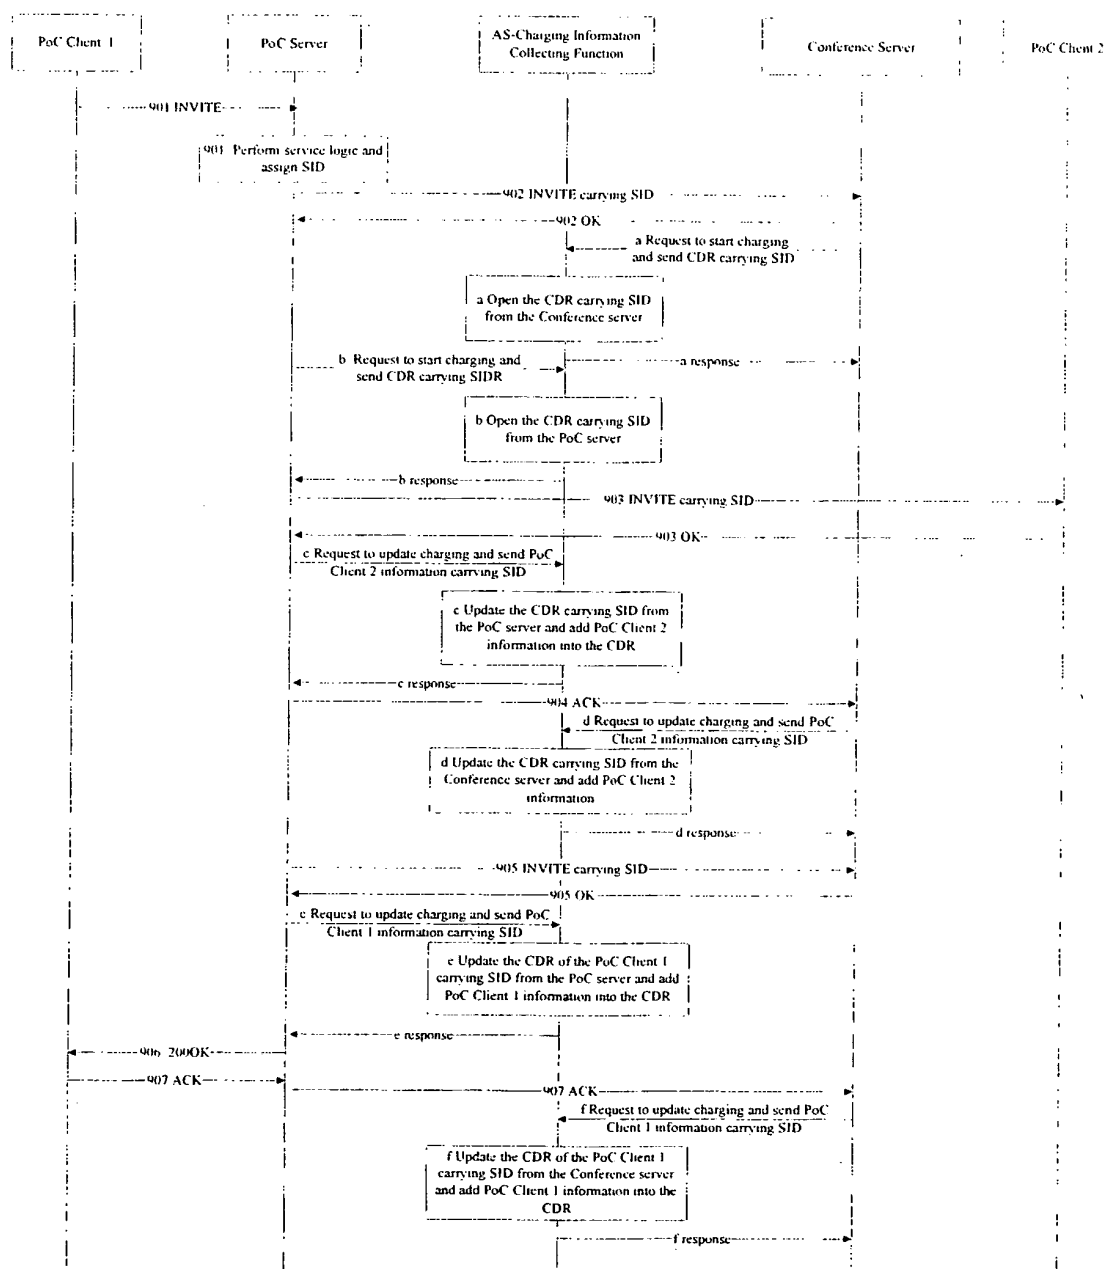 PoC Client 1
PoC Server
AS-Charging Information
Collecting Function
Conference Server
PoC Client 2
901 INVITE
901 Perform service logic and
assign SID
902 INVITE carrying SID
902 OK
a Request to start charging
and send CDR carrying SID
a Open the CDR carrying SID
from the Conference server
b Request to start charging and
send CDR carrying SIDR
a response
b Open the CDR carrying SID
from the PoC server
b response
903 INVITE carrying SID
903 OK
c Request to update charging and send PoC
Client 2 information carrying SID
c Update the CDR carrying SID from
the PoC server and add PoC Client 2
information into the CDR
c response
904 ACK
d Request to update charging and send PoC
Client 2 information carrying SID
d Update the CDR carrying SID from the
Conference server and add PoC Client 2
information
d response
905 INVITE carrying SID
905 OK
e Request to update charging and send PoC
Client 1 information carrying SID
e Update the CDR of the PoC Client 1
carrying SID from the PoC server and add
PoC Client 1 information into the CDR
e response
906 200OK
907 ACK
907 ACK
f Request to update charging and send PoC
Client 1 information carrying SID
f Update the CDR of the PoC Client 1
carrying SID from the Conference server
and add PoC Client 1 information into the
CDR
f response